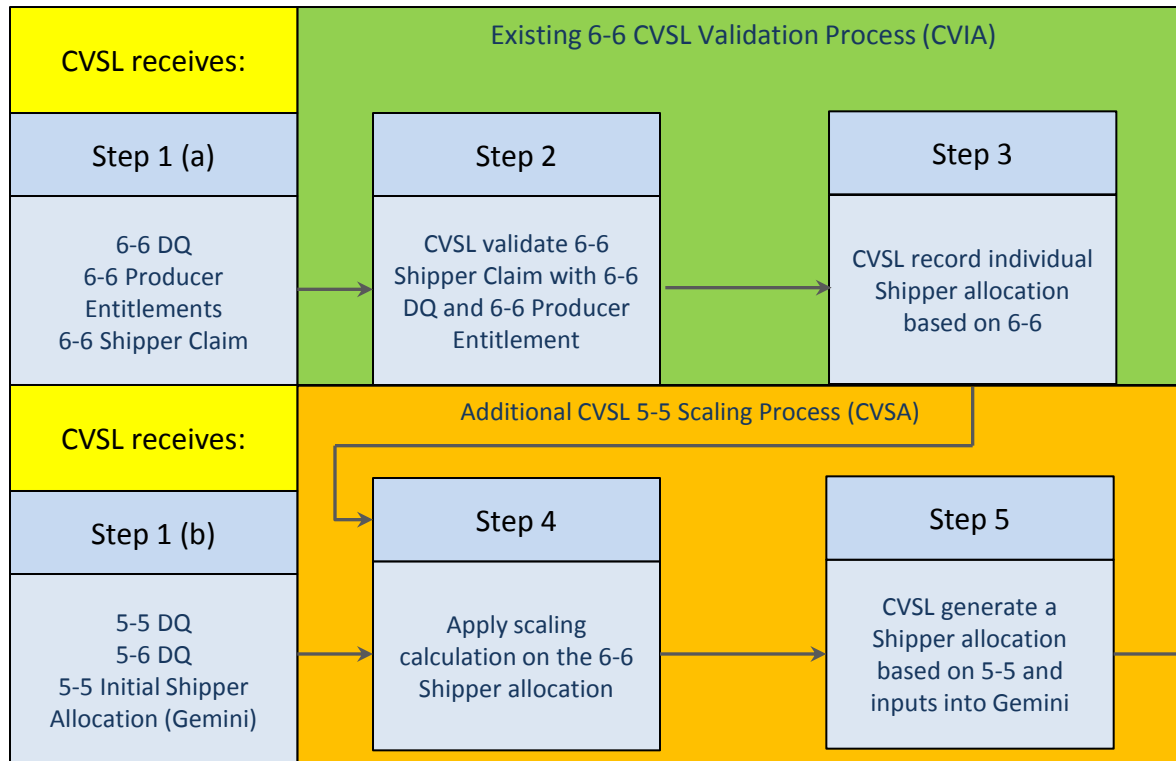 CVSL receives:
Existing 6-6 CVSL Validation Process (CVIA)
Step 1 (a)
6-6 DQ
6-6 Producer
Entitlements
6-6 Shipper Claim
Step 2
CVSL validate 6-6
Shipper Claim with 6-6
DQ and 6-6 Producer
Entitlement
Step 3
CVSL record individual
Shipper allocation
based on 6-6
CVSL receives:
Additional CVSL 5-5 Scaling Process (CVSA)
Step 1 (b)
5-5 DQ
5-6 DQ
5-5 Initial Shipper
Allocation (Gemini)
Step 4
Apply scaling
calculation on the 6-6
Shipper allocation
Step 5
CVSL generate a
Shipper allocation
based on 5-5 and
inputs into Gemini